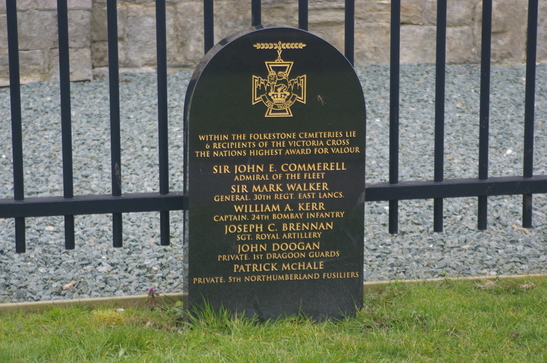 WITHIN THE FOLKESTONE CEMETERIES LIE
6 RECIPIENTS OF THE VICTORIA CROSS
THE NATIONS HIGHEST AWARD FOR VALOUR
SIR JOHN E. COMMERELL
ADMIRAL OF THE FLEET
SIR MARK WALKER
GENERAL. 30TH REGT. EAST LANCS.
WILLIAM A. KERR
CAPTAIN. 24TH BOMBAY INFANTRY
JOSEPH C. BRENNAN
SGT. ROYAL ARTILLERY
JOHN DOOGAN
PRIVATE. 1ST DRAGOON GUARDS
PATRICK McHALE
PRIVATE. 5TH NORTHUMBERLAND FUSILIERS